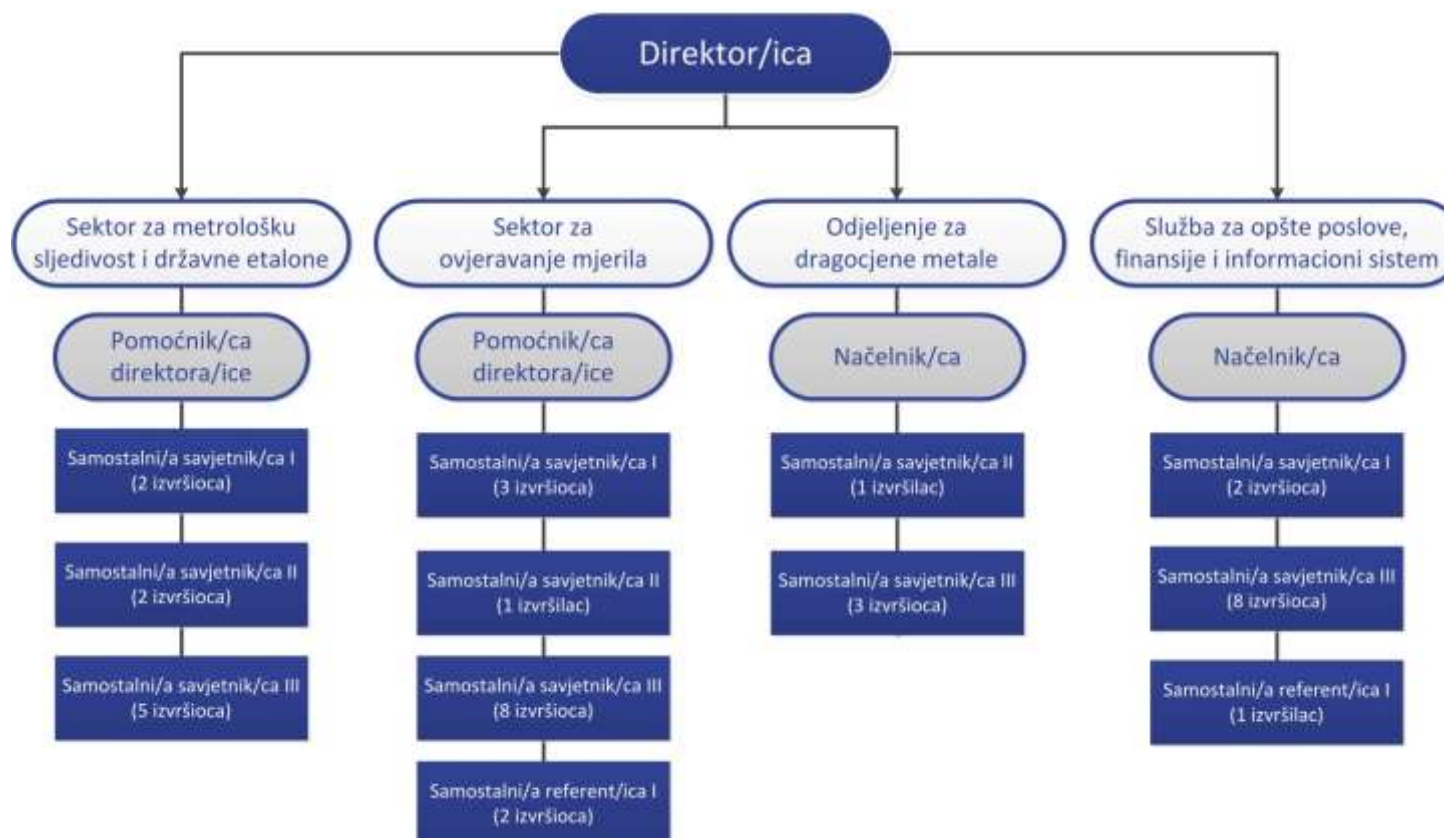 Direktor/ica
Sektor za metrološku
sljedivost i državne etalone
Pomoćnik/ca
direktora/ice
Samostalni/a savjetnik/ca I
(2 izvršioca)
Samostalni/a savjetnik/ca II
(2 izvršioca)
Samostalni/a savjetnik/ca III
(5 izvršioca)
Sektor za
ovjeravanje mjerila
Pomoćnik/ca
direktora/ice
Samostalni/a savjetnik/ca I
(3 izvršioca)
Samostalni/a savjetnik/ca II
(1 izvršilac)
Samostalni/a savjetnik/ca III
(8 izvršioca)
Samostalni/a referent/ica I
(2 izvršioca)
Odjeljenje za
dragocjene metale
Načelnik/ca
Samostalni/a savjetnik/ca II
(1 izvršilac)
Samostalni/a savjetnik/ca III
(3 izvršioca)
Služba za opšte poslove,
finansije i informacioni sistem
Načelnik/ca
Samostalni/a savjetnik/ca I
(2 izvršioca)
Samostalni/a savjetnik/ca III
(8 izvršioca)
Samostalni/a referent/ica I
(1 izvršilac)